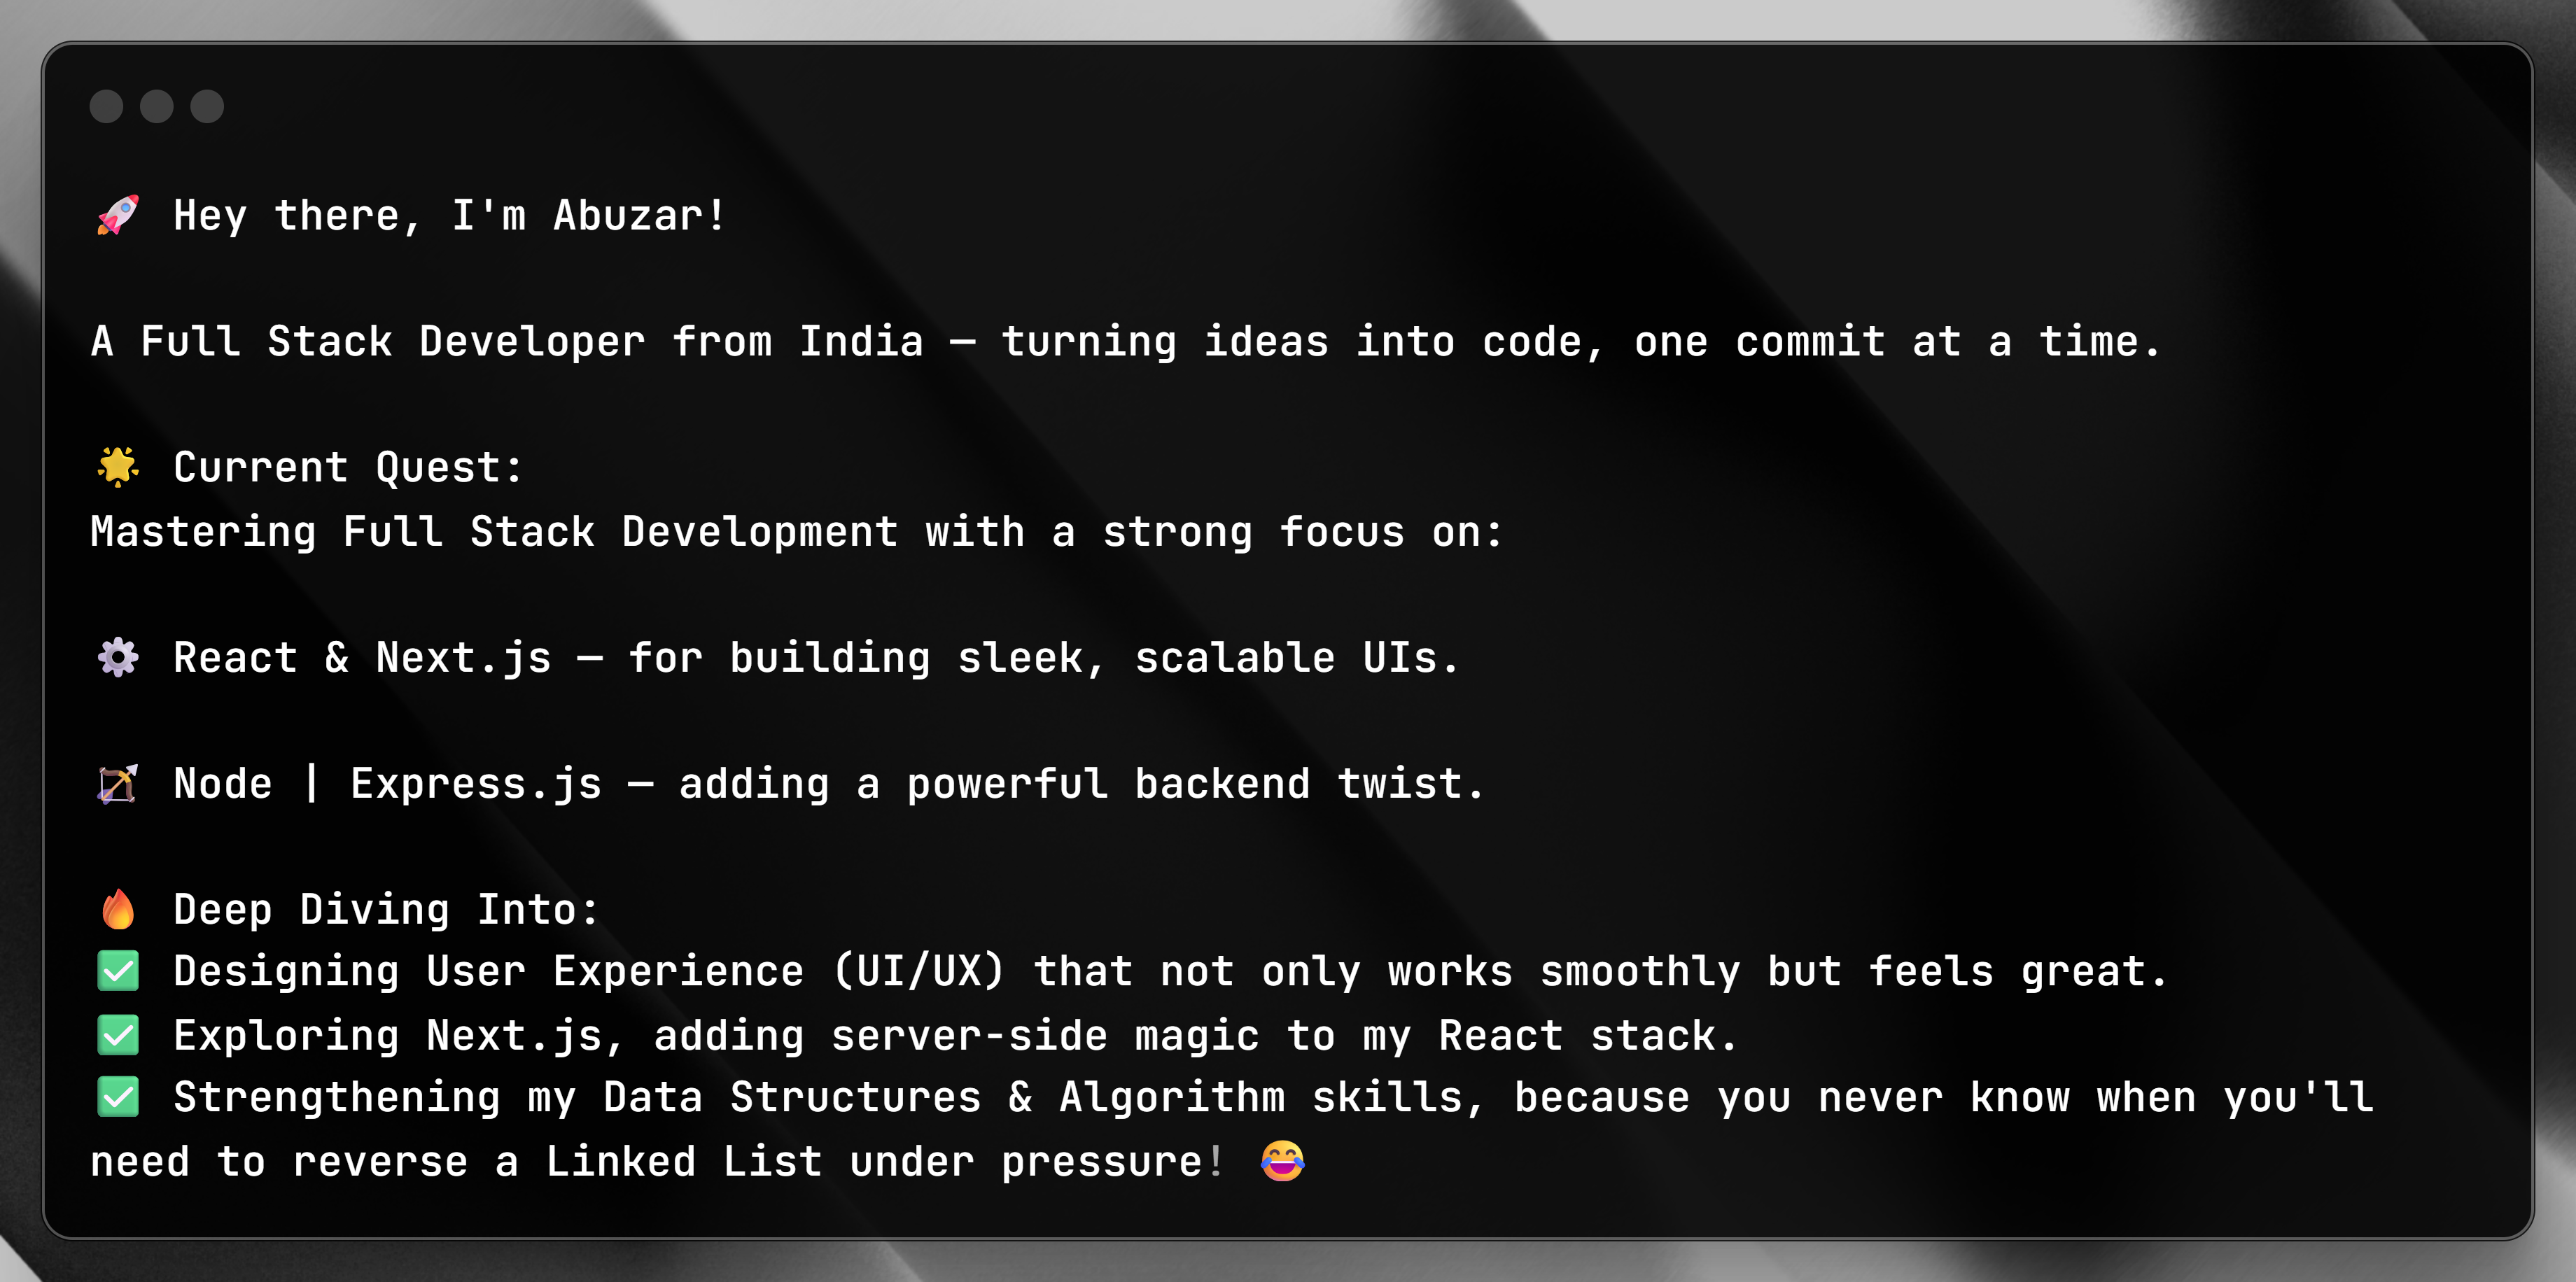 🚀 Hey there, I'm Abuzar!
A Full Stack Developer from India — turning ideas into code, one commit at a time.
🌟 Current Quest:
Mastering Full Stack Development with a strong focus on:
⚙️ React & Next.js — for building sleek, scalable UIs.
🏹 Node | Express.js — adding a powerful backend twist.
🔥 Deep Diving Into:
✅ Designing User Experience (UI/UX) that not only works smoothly but feels great.
✅ Exploring Next.js, adding server-side magic to my React stack.
✅ Strengthening my Data Structures & Algorithm skills, because you never know when you'll
need to reverse a Linked List under pressure! 😂